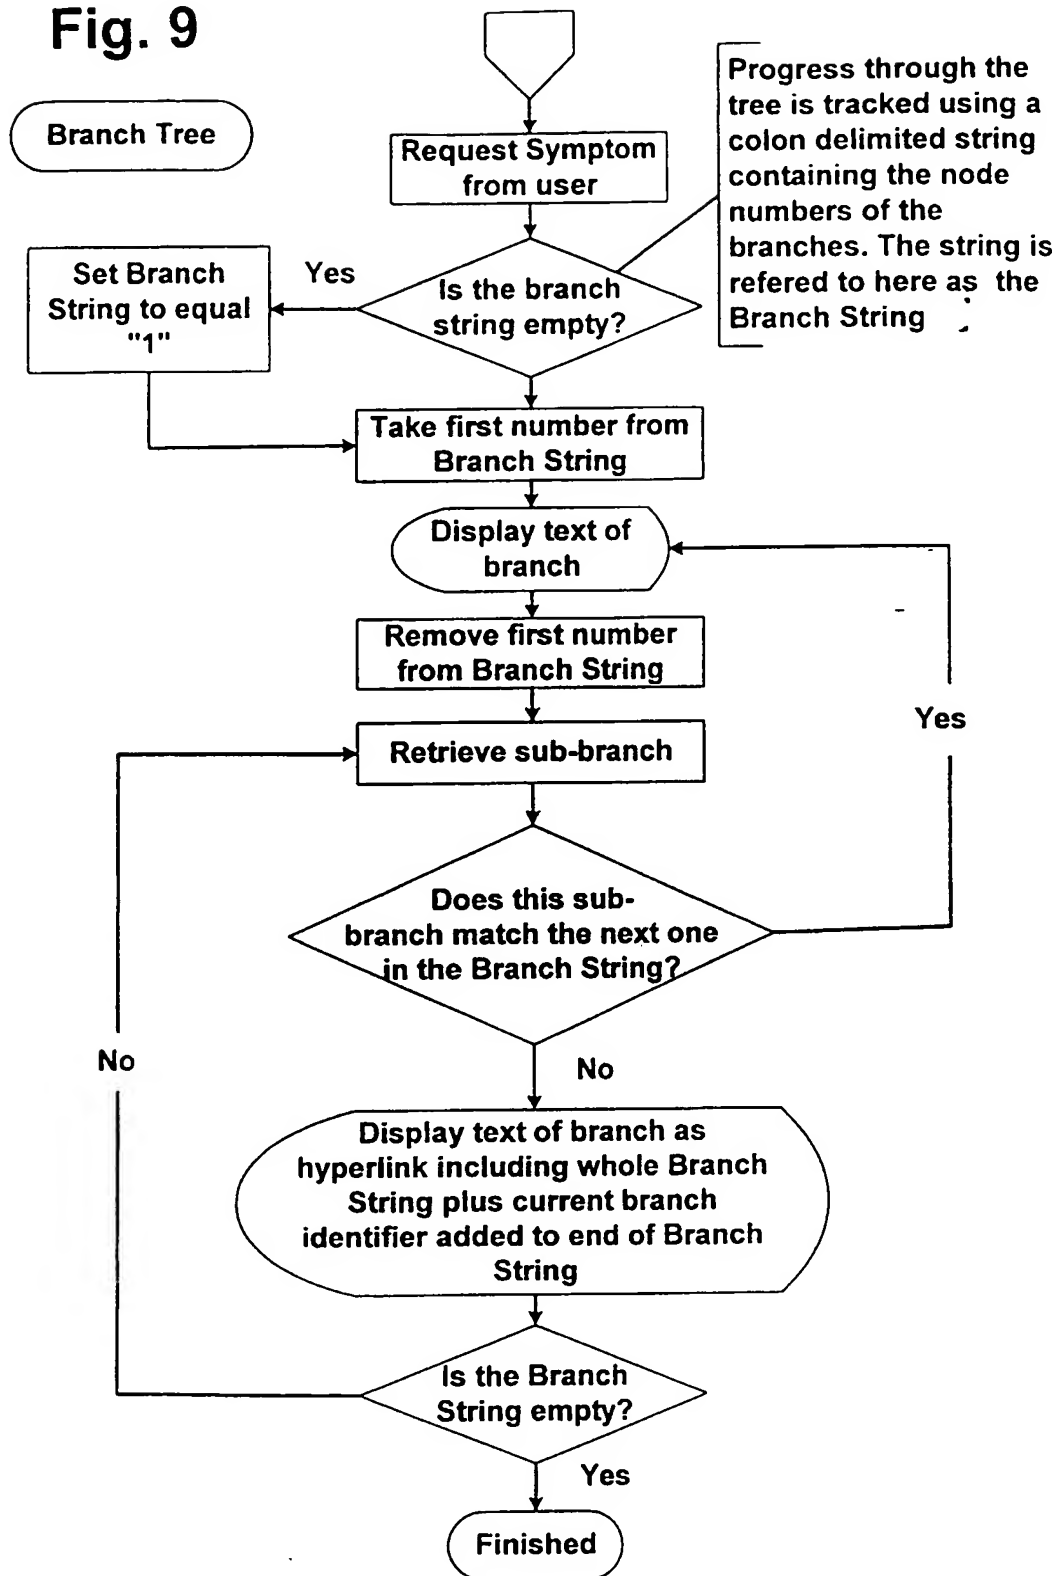 Fig. 9
Branch Tree
Request Symptom
from user
Progress through the
tree is tracked using a
colon delimited string
containing the node
numbers of the
branches. The string is
refered to here as the
Branch String
Is the branch
string empty?
Yes
Set Branch
String to equal
"1"
Take first number from
Branch String
Display text of
branch
Remove first number
from Branch String
Retrieve sub-branch
Yes
Does this sub-
branch match the next one
in the Branch String?
No
No
Display text of branch as
hyperlink including whole Branch
String plus current branch
identifier added to end of Branch
String
Is the Branch
String empty?
Yes
Finished